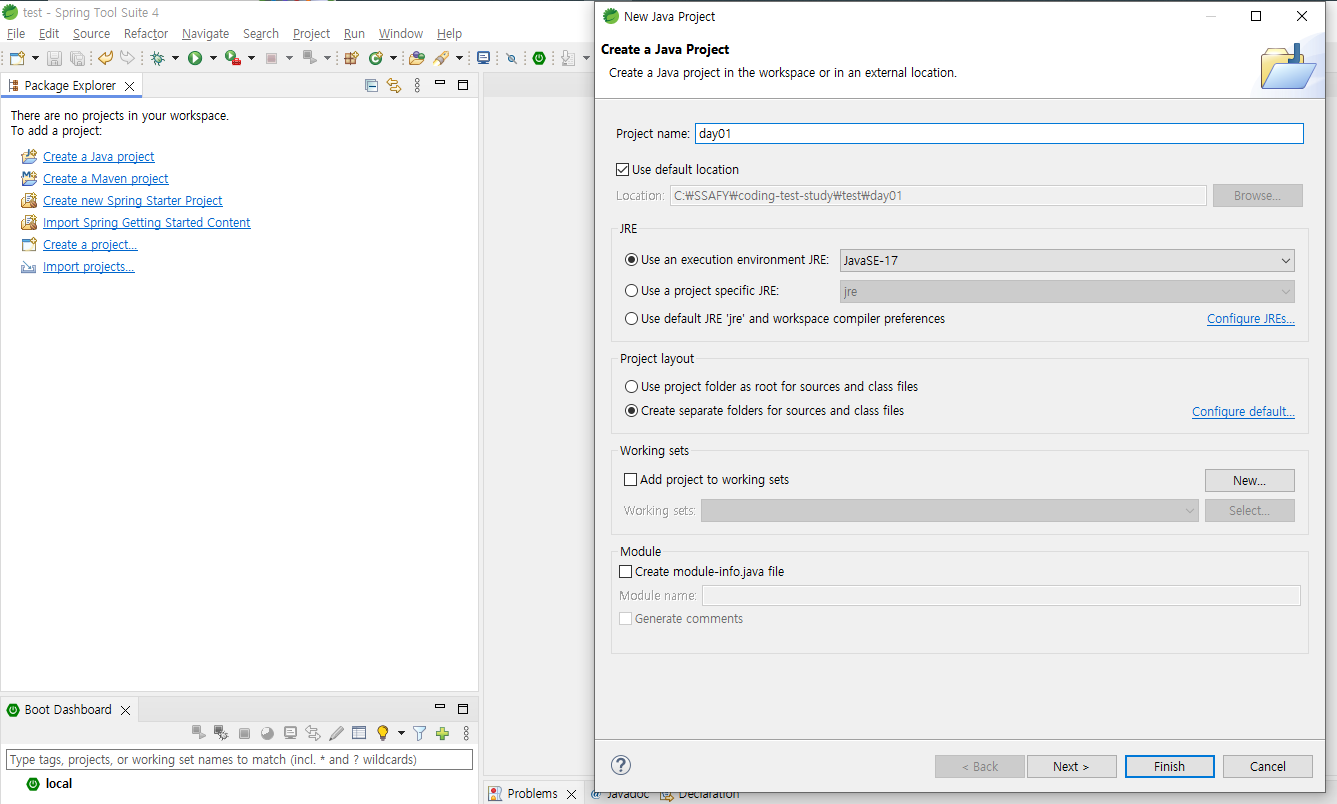 test - Spring Tool Suite 4
File Edit Source Refactor Navigate Search Project Run Window Help
Package Explorer
There are no projects in your workspace.
To add a project:
Create a Java project
Create a Maven project
Create new Spring Starter Project
Import Spring Getting Started Content
Create a project...
Import projects...
Boot Dashboard
Type tags, projects, or working set names to match (incl. * and ? wildcards)
local
New Java Project
Create a Java Project
Create a Java project in the workspace or in an external location.
Project name: day01
Use default location
Location: C:₩SSAFY₩coding-test-study₩test₩day01 Browse...
JRE
Use an execution environment JRE: JavaSE-17
Use a project specific JRE: jre
Use default JRE 'jre' and workspace compiler preferences Configure JREs...
Project layout
Use project folder as root for sources and class files
Create separate folders for sources and class files Configure default...
Working sets
Add project to working sets New...
Working sets: Select...
Module
Create module-info.java file
Module name:
Generate comments
? < Back Next > Finish Cancel
Problems @ Javadoc Declaration